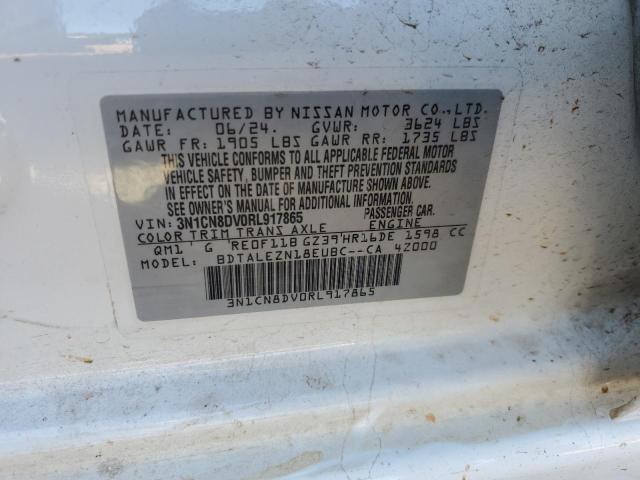 MANUFACTURED BY NISSAN MOTOR CO.,LTD.
DATE: 06/24. GVWR: 3624 LBS
GAWR FR: 1905 LBS GAWR RR: 1735 LBS
THIS VEHICLE CONFORMS TO ALL APPLICABLE FEDERAL MOTOR
VEHICLE SAFETY, BUMPER AND THEFT PREVENTION STANDARDS
IN EFFECT ON THE DATE OF MANUFACTURE SHOWN ABOVE.
SEE OWNER'S MANUAL FOR ADDITIONAL INFORMATION.
VIN: 3N1CN8DV0RL917865 PASSENGER CAR.
COLOR TRIM TRANS AXLE ENGINE
QM1' G RE0F11B GZ39'HR16DE 1598 CC
MODEL: BDTALEZN18EUBC--CA 42000
3N1CN8DV0RL917865